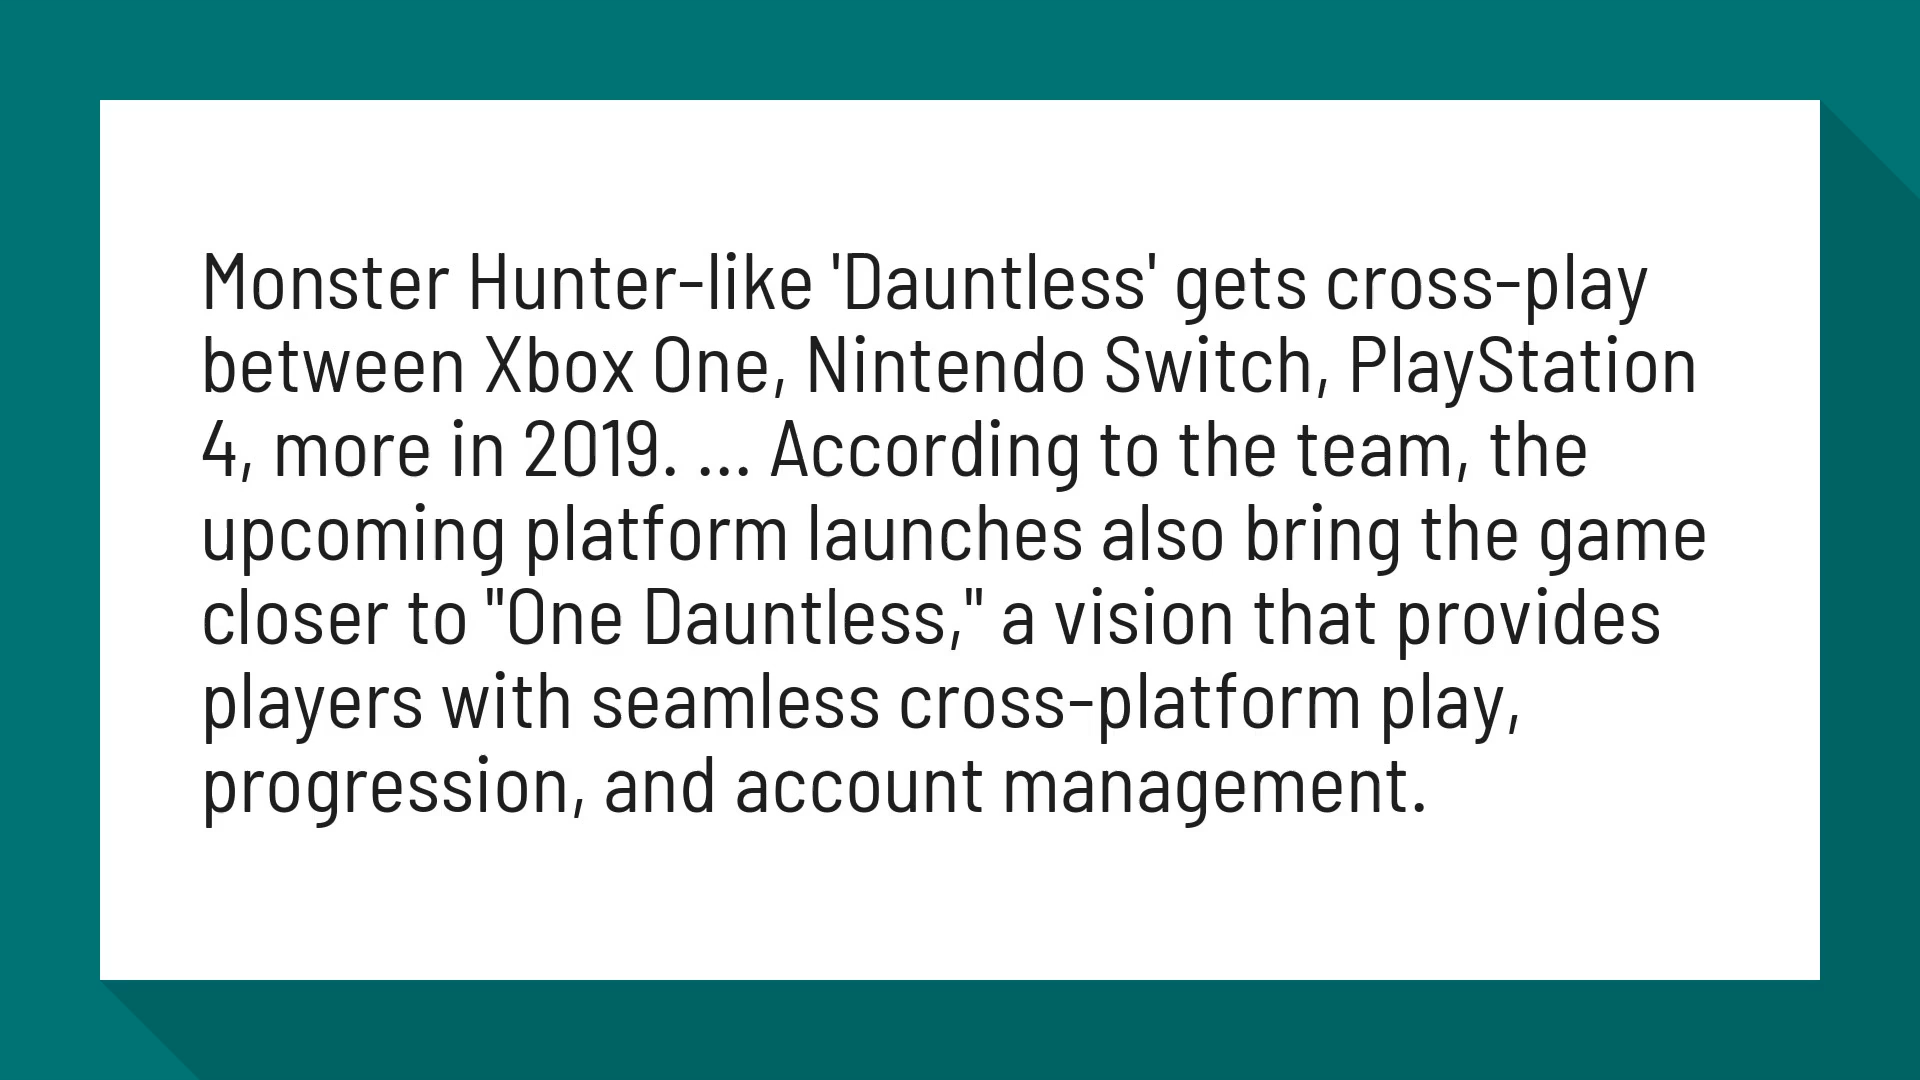 Monster Hunter-like 'Dauntless' gets cross-play
between Xbox One, Nintendo Switch, PlayStation
4, more in 2019. ... According to the team, the
upcoming platform launches also bring the game
closer to "One Dauntless," a vision that provides
players with seamless cross-platform play,
progression, and account management.